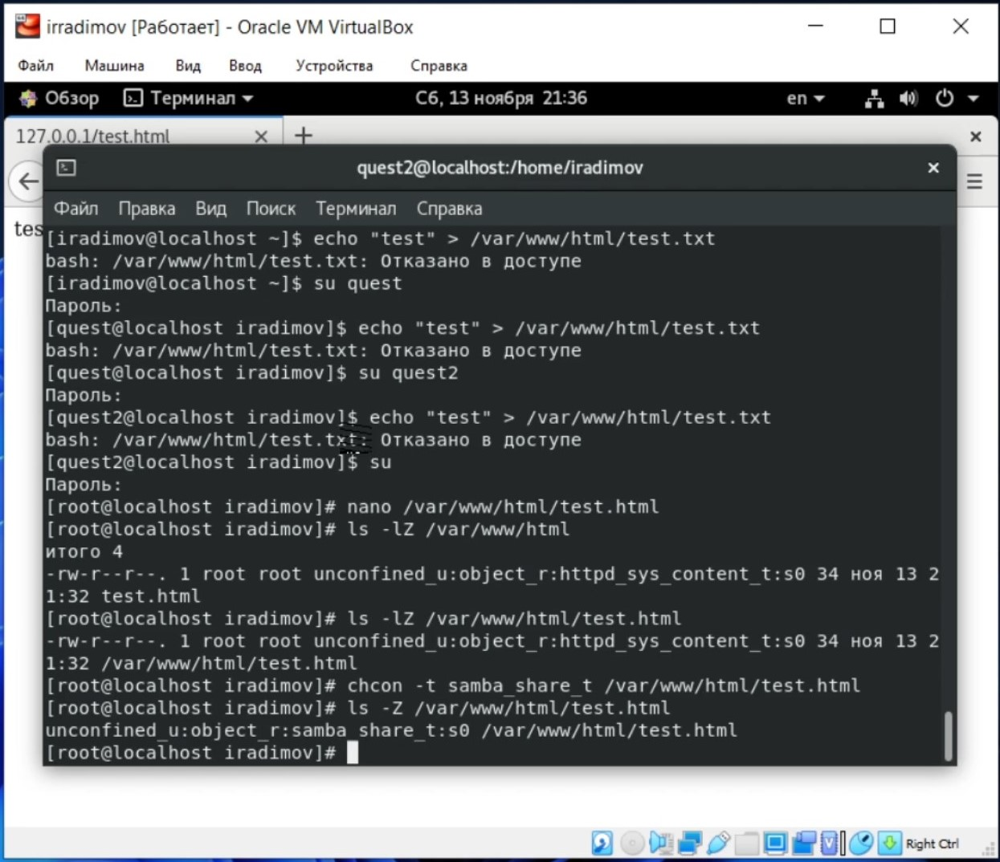 irradimov [Работает] - Oracle VM VirtualBox
Файл Машина Вид Ввод Устройства Справка
Обзор Терминал Сб, 13 ноября 21:36 en
127.0.0.1/test.html
quest2@localhost:/home/iradimov
Файл Правка Вид Поиск Терминал Справка
tes
[iradimov@localhost ~]$ echo "test" > /var/www/html/test.txt
bash: /var/www/html/test.txt: Отказано в доступе
[iradimov@localhost ~]$ su quest
Пароль:
[quest@localhost iradimov]$ echo "test" > /var/www/html/test.txt
bash: /var/www/html/test.txt: Отказано в доступе
[quest@localhost iradimov]$ su quest2
Пароль:
[quest2@localhost iradimov]$ echo "test" > /var/www/html/test.txt
bash: /var/www/html/test.txt: Отказано в доступе
[quest2@localhost iradimov]$ su
Пароль:
[root@localhost iradimov]# nano /var/www/html/test.html
[root@localhost iradimov]# ls -lZ /var/www/html
итого 4
-rw-r--r--. 1 root root unconfined_u:object_r:httpd_sys_content_t:s0 34 ноя 13 2
1:32 test.html
[root@localhost iradimov]# ls -lZ /var/www/html/test.html
-rw-r--r--. 1 root root unconfined_u:object_r:httpd_sys_content_t:s0 34 ноя 13 2
1:32 /var/www/html/test.html
[root@localhost iradimov]# chcon -t samba_share_t /var/www/html/test.html
[root@localhost iradimov]# ls -Z /var/www/html/test.html
unconfined_u:object_r:samba_share_t:s0 /var/www/html/test.html
[root@localhost iradimov]#
Right Ctrl